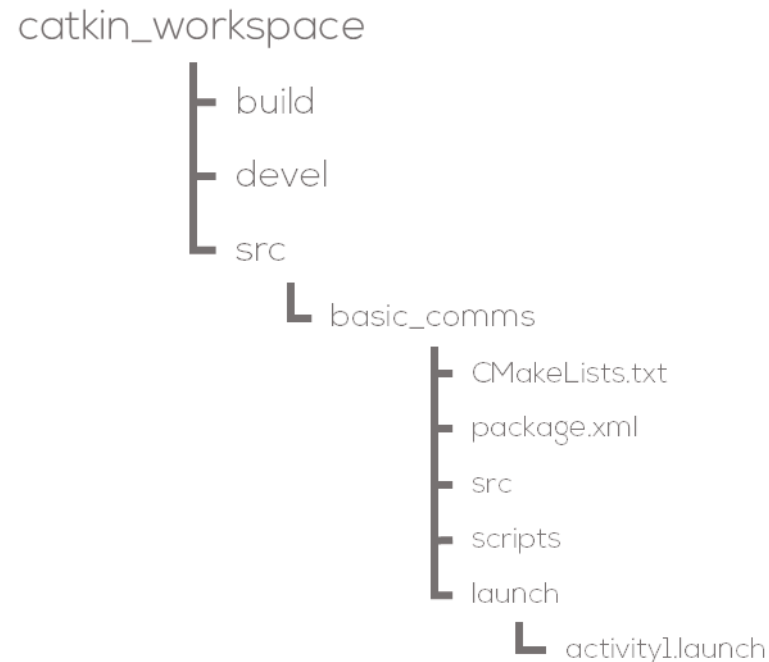 catkin_workspace
build
devel
src
basic_comms
CMakeLists.txt
package.xml
src
scripts
launch
activity1.launch